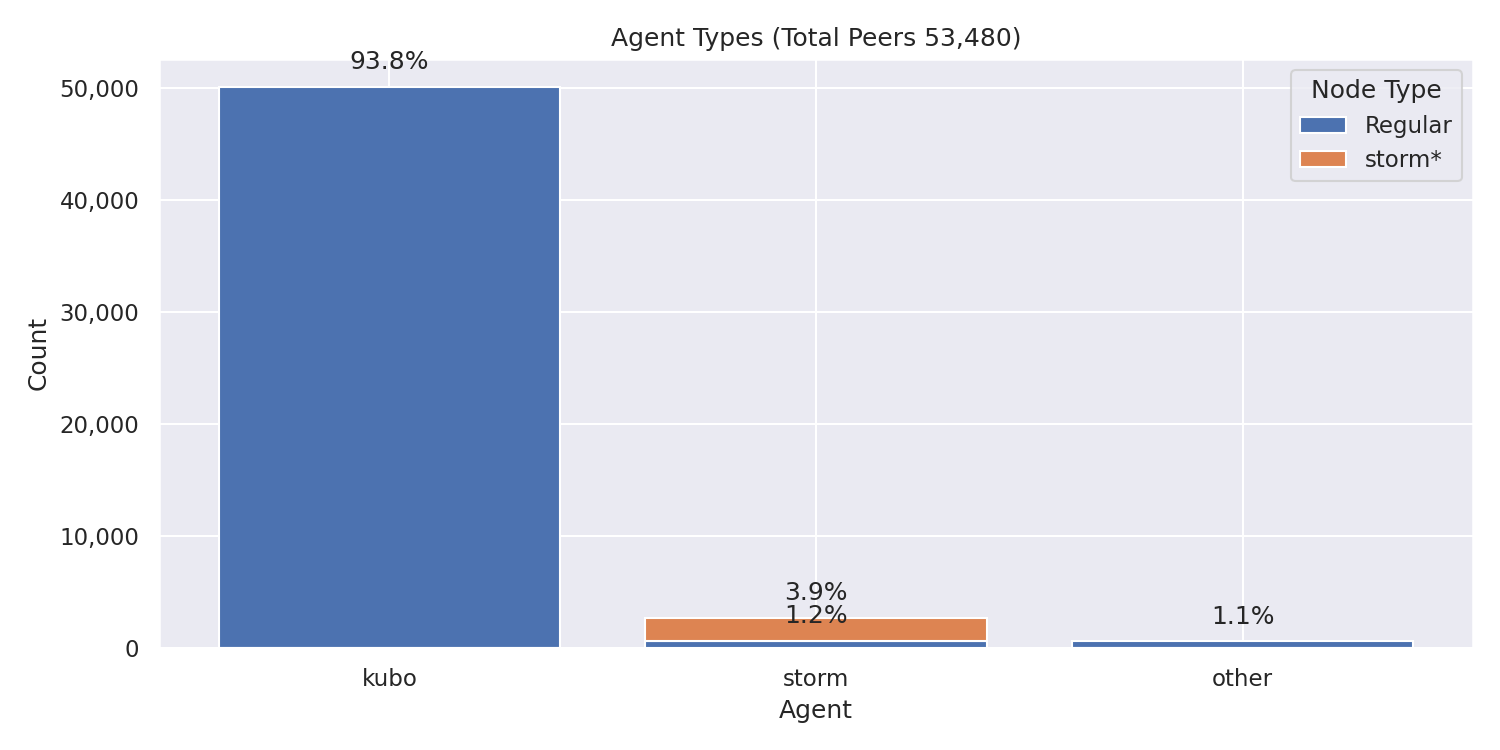 Agent Types (Total Peers 53,480)
93.8%
Node Type
Regular
storm*
50,000
40,000
30,000
20,000
10,000
0
Count
3.9%
1.2%
1.1%
kubo
storm
other
Agent